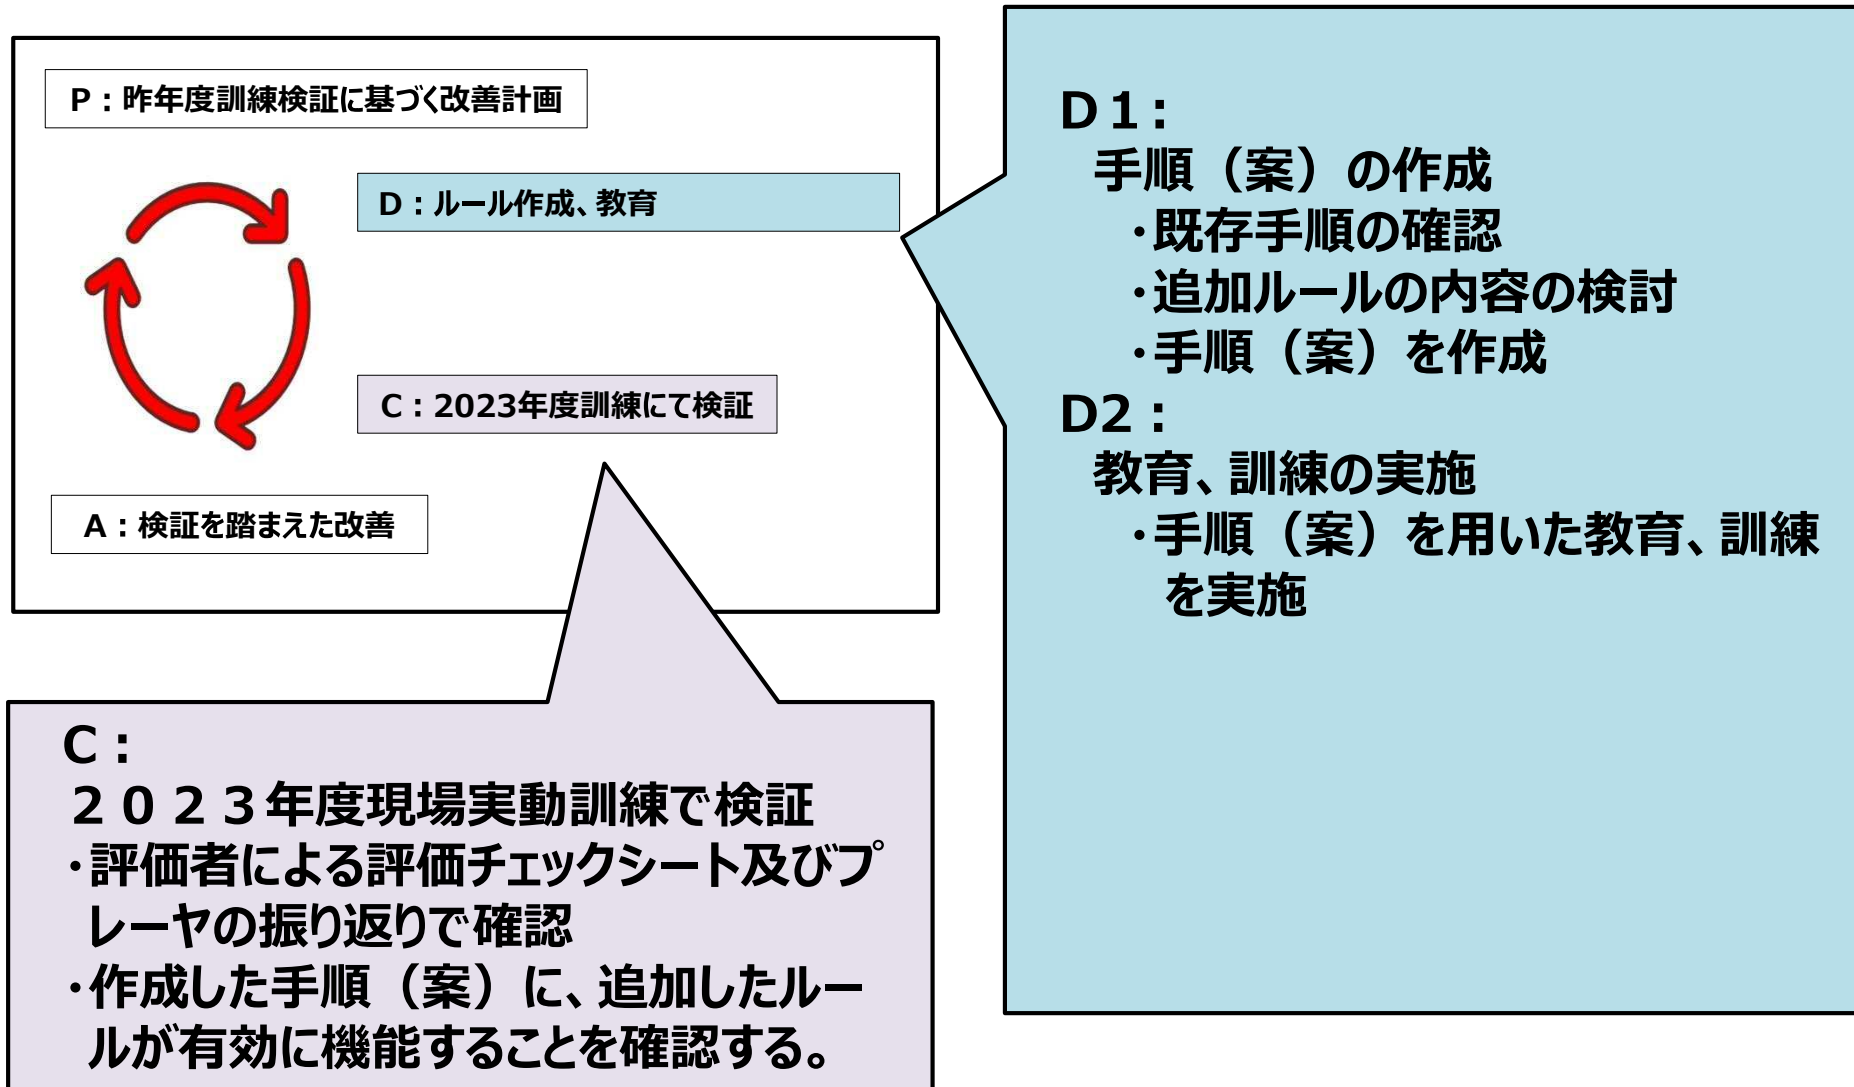 P：昨年度訓練検証に基づく改善計画
D：ルール作成、教育
C：2023年度訓練にて検証
A：検証を踏まえた改善
D１：
手順（案）の作成
・既存手順の確認
・追加ルールの内容の検討
・手順（案）を作成
D2：
教育、訓練の実施
・手順（案）を用いた教育、訓練
を実施
C：
２０２３年度現場実動訓練で検証
・評価者による評価チェックシート及びプ
レーヤの振り返りで確認
・作成した手順（案）に、追加したルー
ルが有効に機能することを確認する。